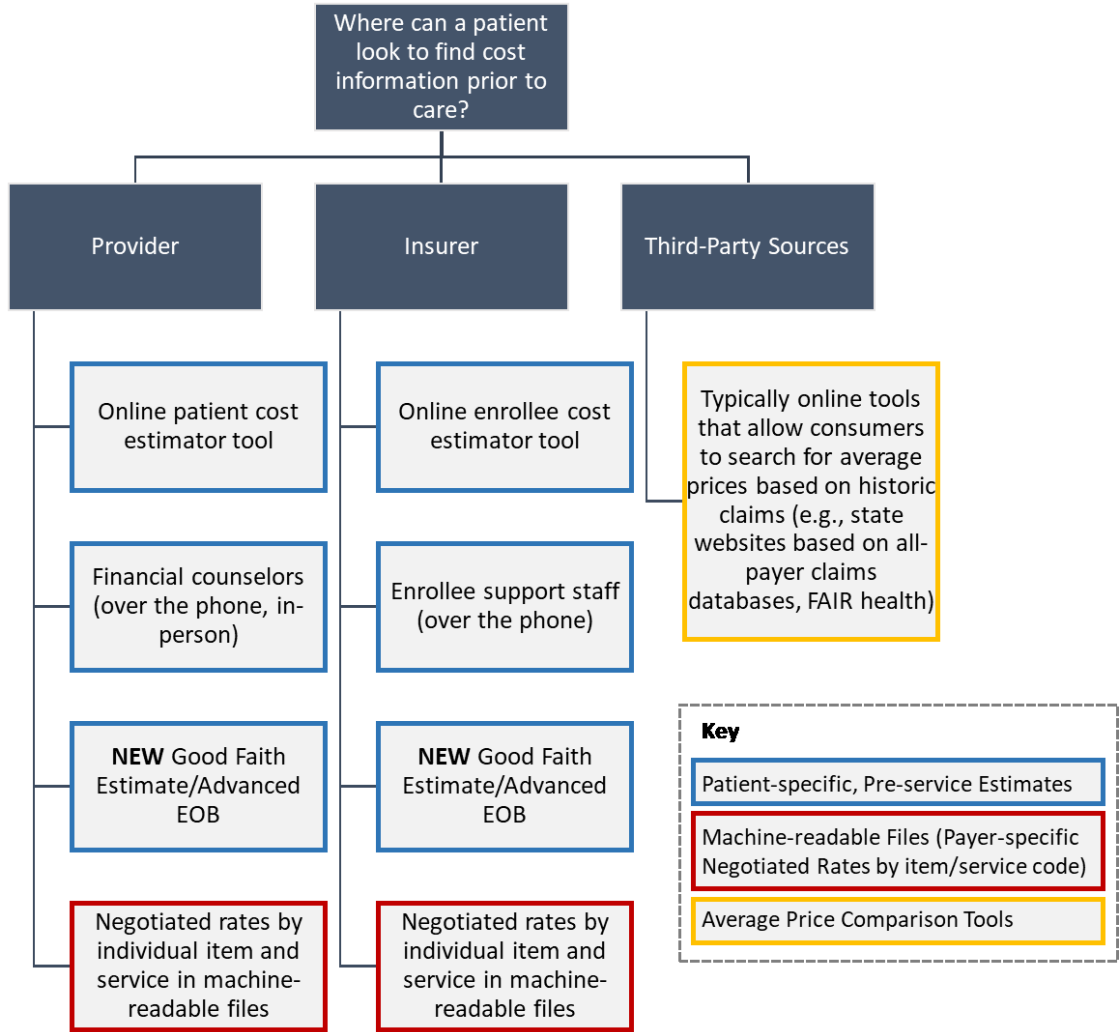 Where can a patient
look to find cost
information prior to
care?
Provider
Insurer
Third-Party Sources
Online patient cost
estimator tool
Financial counselors
(over the phone, in-
person)
NEW Good Faith
Estimate/Advanced
EOB
Negotiated rates by
individual item and
service in machine-
readable files
Online enrollee cost
estimator tool
Enrollee support staff
(over the phone)
NEW Good Faith
Estimate/Advanced
EOB
Negotiated rates by
individual item and
service in machine-
readable files
Typically online tools
that allow consumers
to search for average
prices based on historic
claims (e.g., state
websites based on all-
payer claims
databases, FAIR health)
Key
Patient-specific, Pre-service Estimates
Machine-readable Files (Payer-specific
Negotiated Rates by item/service code)
Average Price Comparison Tools